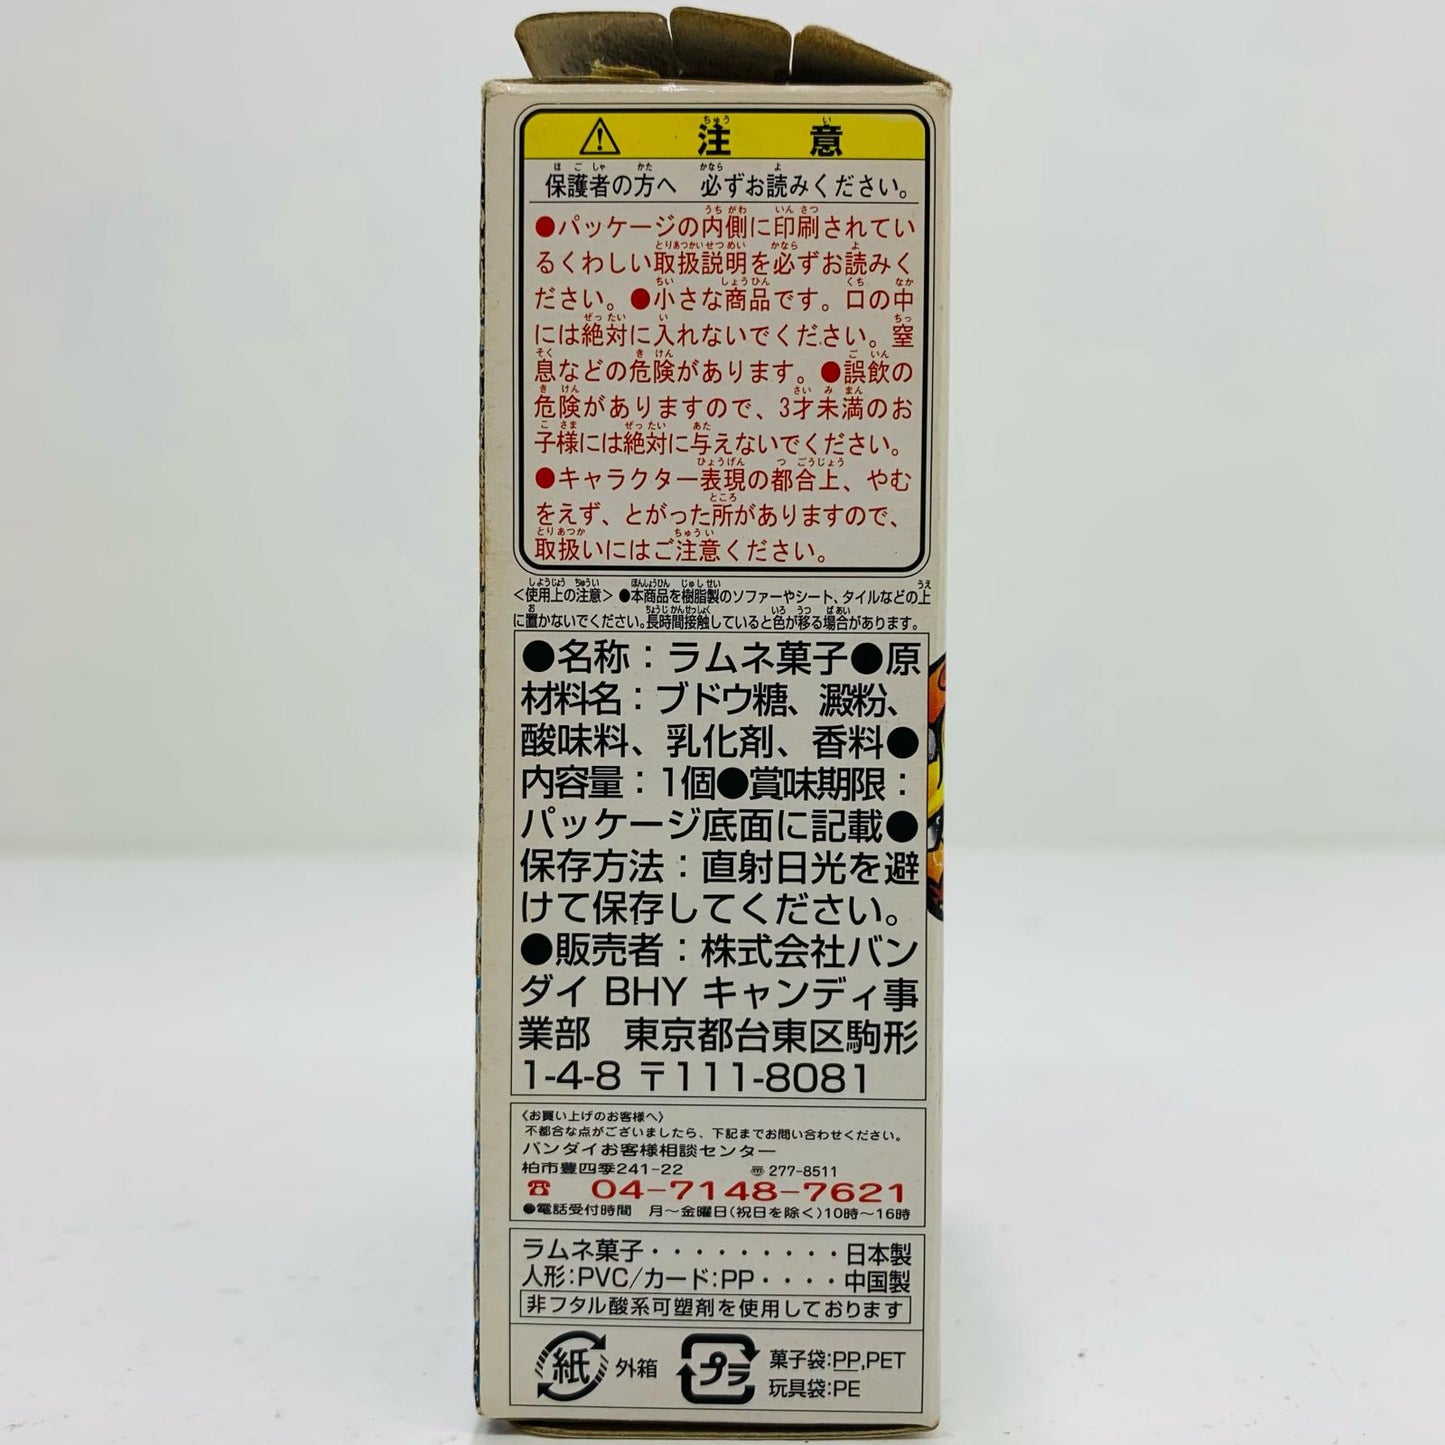 注意
保護者の方へ 必ずお読みください。
●パッケージの内側に印刷されてい
るくわしい取扱説明を必ずお読みく
ださい。●小さな商品です。口の中
には絶対に入れないでください。窒
息などの危険があります。●誤飲の
危険がありますので、3才未満のお
子様には絶対に与えないでください。
●キャラクター表現の都合上、やむ
をえず、とがった所がありますので、
取扱いにはご注意ください。
<使用上の注意>●本商品を樹脂製のソファーやシート、タイルなどの上
に置かないでください。長時間接触していると色が移る場合があります。
●名称：ラムネ菓子●原
材料名：ブドウ糖、澱粉、
酸味料、乳化剤、香料●
内容量：1個●賞味期限：
パッケージ底面に記載●
保存方法：直射日光を避
けて保存してください。
●販売者：株式会社バン
ダイ BHY キャンディ事
業部 東京都台東区駒形
1-4-8 〒111-8081
〈お買い上げのお客様へ〉
不都合な点がございましたら、下記までお問い合わせください。
バンダイお客様相談センター
柏市豊四季241-22 〠 277-8511
☎ 04-7148-7621
●電話受付時間 月～金曜日(祝日を除く)10時～16時
ラムネ菓子・・・・・・・・・日本製
人形:PVC/カード:PP・・・・中国製
非フタル酸系可塑剤を使用しております
紙 外箱 プラ 菓子袋:PP,PET
玩具袋:PE